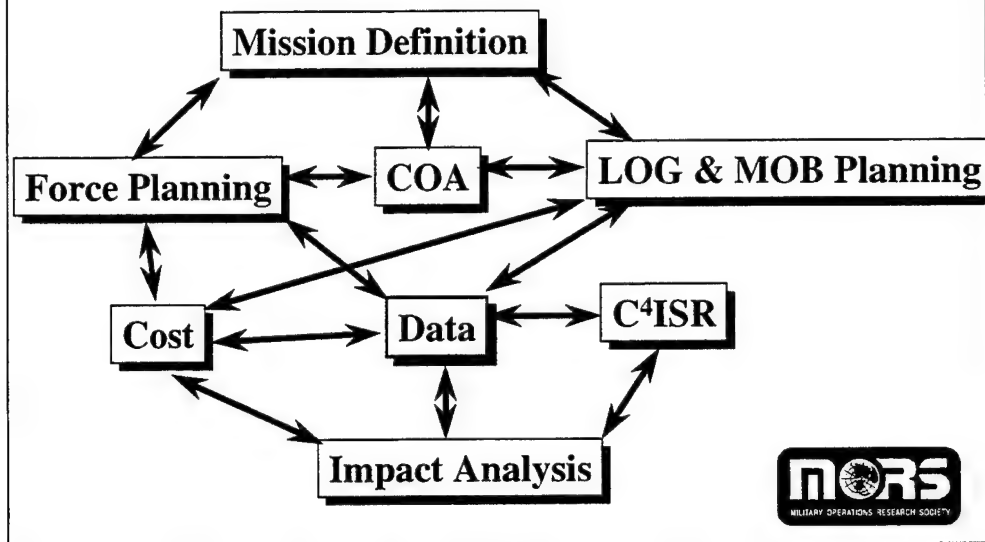 Mission Definition
Force Planning
COA
LOG & MOB Planning
Cost
Data
C⁴ISR
Impact Analysis
MORS
MILITARY OPERATIONS RESEARCH SOCIETY